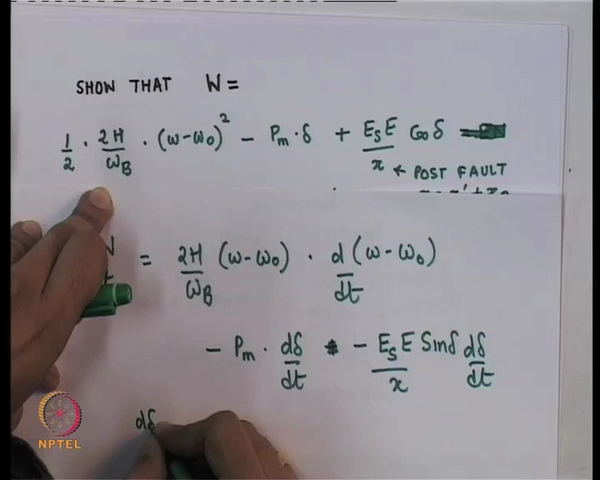 SHOW THAT W =
1/2 · 2H/ω_B · (ω-ω₀)² - P_m · δ + E_S E/x Cos δ
x ← POST FAULT
= 2H/ω_B (ω-ω₀) · d/dt (ω-ω₀)
- P_m · dδ/dt - E_S E/x Sin δ dδ/dt
dδ
NPTEL